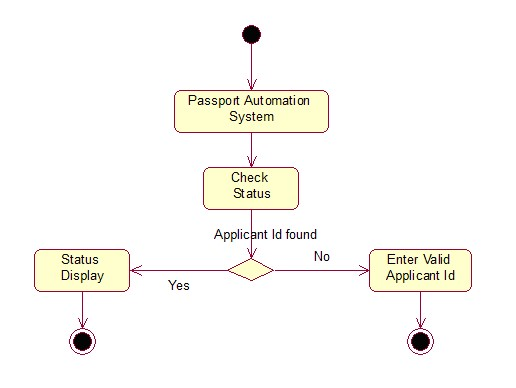 Passport Automation
System
Check
Status
Applicant Id found
Status
Display
Yes
No
Enter Valid
Applicant Id